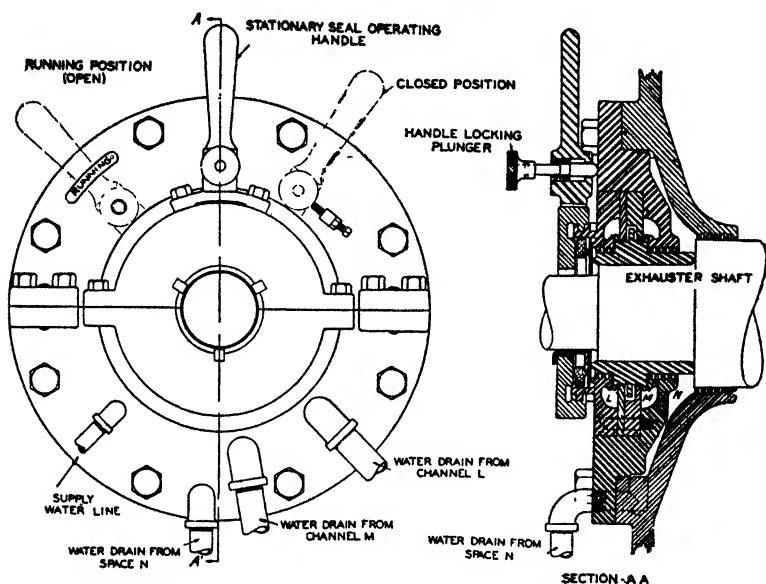 A
STATIONARY SEAL OPERATING
HANDLE
RUNNING POSITION
(OPEN)
CLOSED POSITION
RUNNING
SUPPLY
WATER LINE
WATER DRAIN FROM
CHANNEL L
WATER DRAIN FROM
CHANNEL M
WATER DRAIN FROM
SPACE N
A
HANDLE LOCKING
PLUNGER
EXHAUSTER SHAFT
L
M
N
WATER DRAIN FROM
SPACE N
SECTION-A A